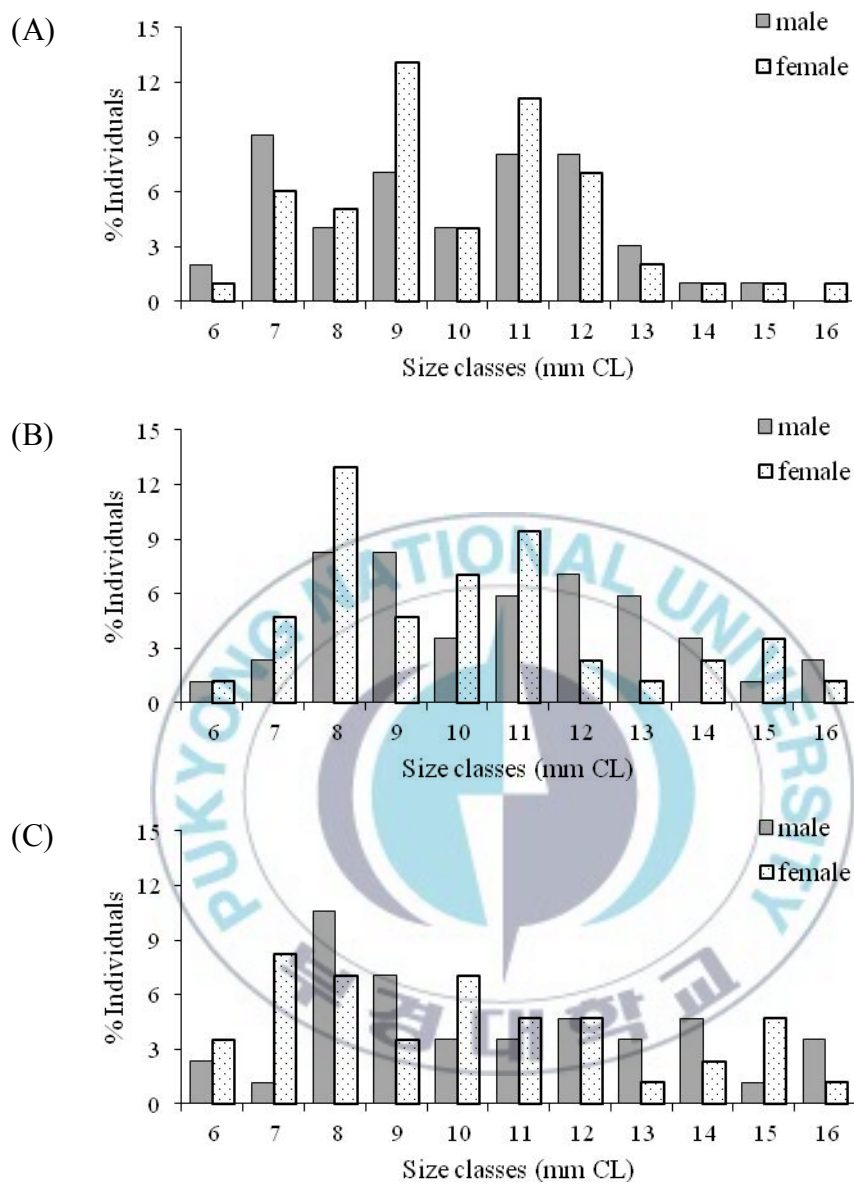 (A)
15
12
9
6
3
0
% Individuals
male
female
6 7 8 9 10 11 12 13 14 15 16
Size classes (mm CL)
(B)
15
12
9
6
3
0
% Individuals
male
female
6 7 8 9 10 11 12 13 14 15 16
Size classes (mm CL)
(C)
15
12
9
6
3
0
% Individuals
male
female
6 7 8 9 10 11 12 13 14 15 16
Size classes (mm CL)
PUKYONG NATIONAL UNIVERSITY